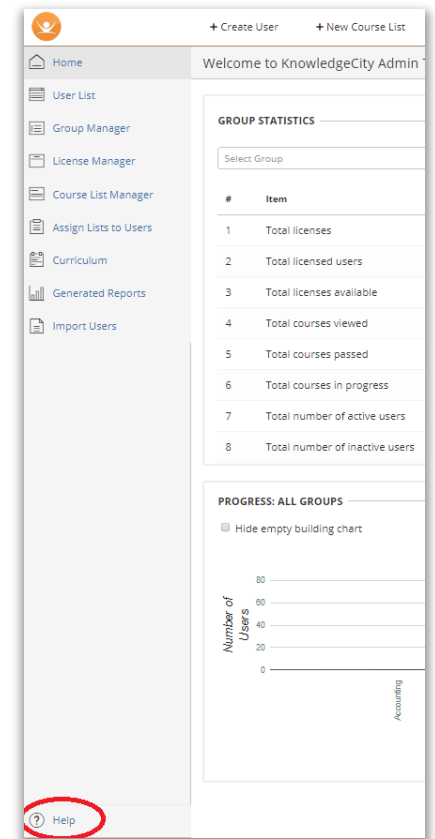 + Create User + New Course List
Home
Welcome to KnowledgeCity Admin
User List
Group Manager
License Manager
Course List Manager
Assign Lists to Users
Curriculum
Generated Reports
Import Users
GROUP STATISTICS
Select Group
# Item
1 Total licenses
2 Total licensed users
3 Total licenses available
4 Total courses viewed
5 Total courses passed
6 Total courses in progress
7 Total number of active users
8 Total number of inactive users
PROGRESS: ALL GROUPS
Hide empty building chart
Number of
Users
80
60
40
20
0
Accounting
? Help